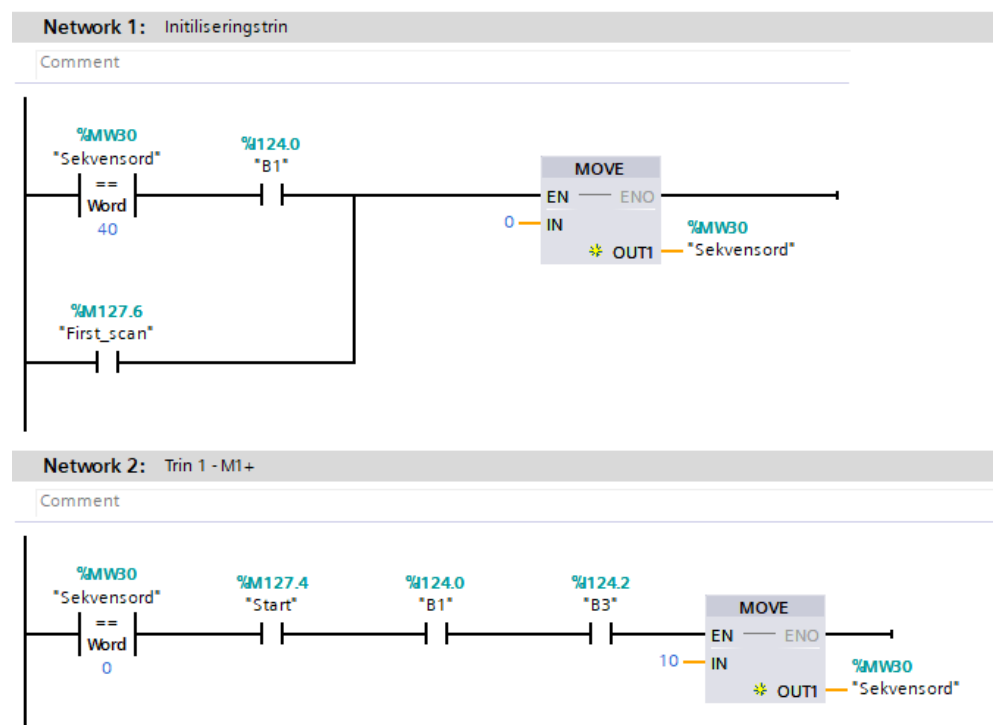 Network 1: Initiliseringstrin
Comment
%MW30
"Sekvensord"
==
Word
40
%I124.0
"B1"
MOVE
EN ENO
0 IN
OUT1
%MW30
"Sekvensord"
%M127.6
"First_scan"
Network 2: Trin 1 - M1+
Comment
%MW30
"Sekvensord"
==
Word
0
%M127.4
"Start"
%I124.0
"B1"
%I124.2
"B3"
MOVE
EN ENO
10 IN
OUT1
%MW30
"Sekvensord"